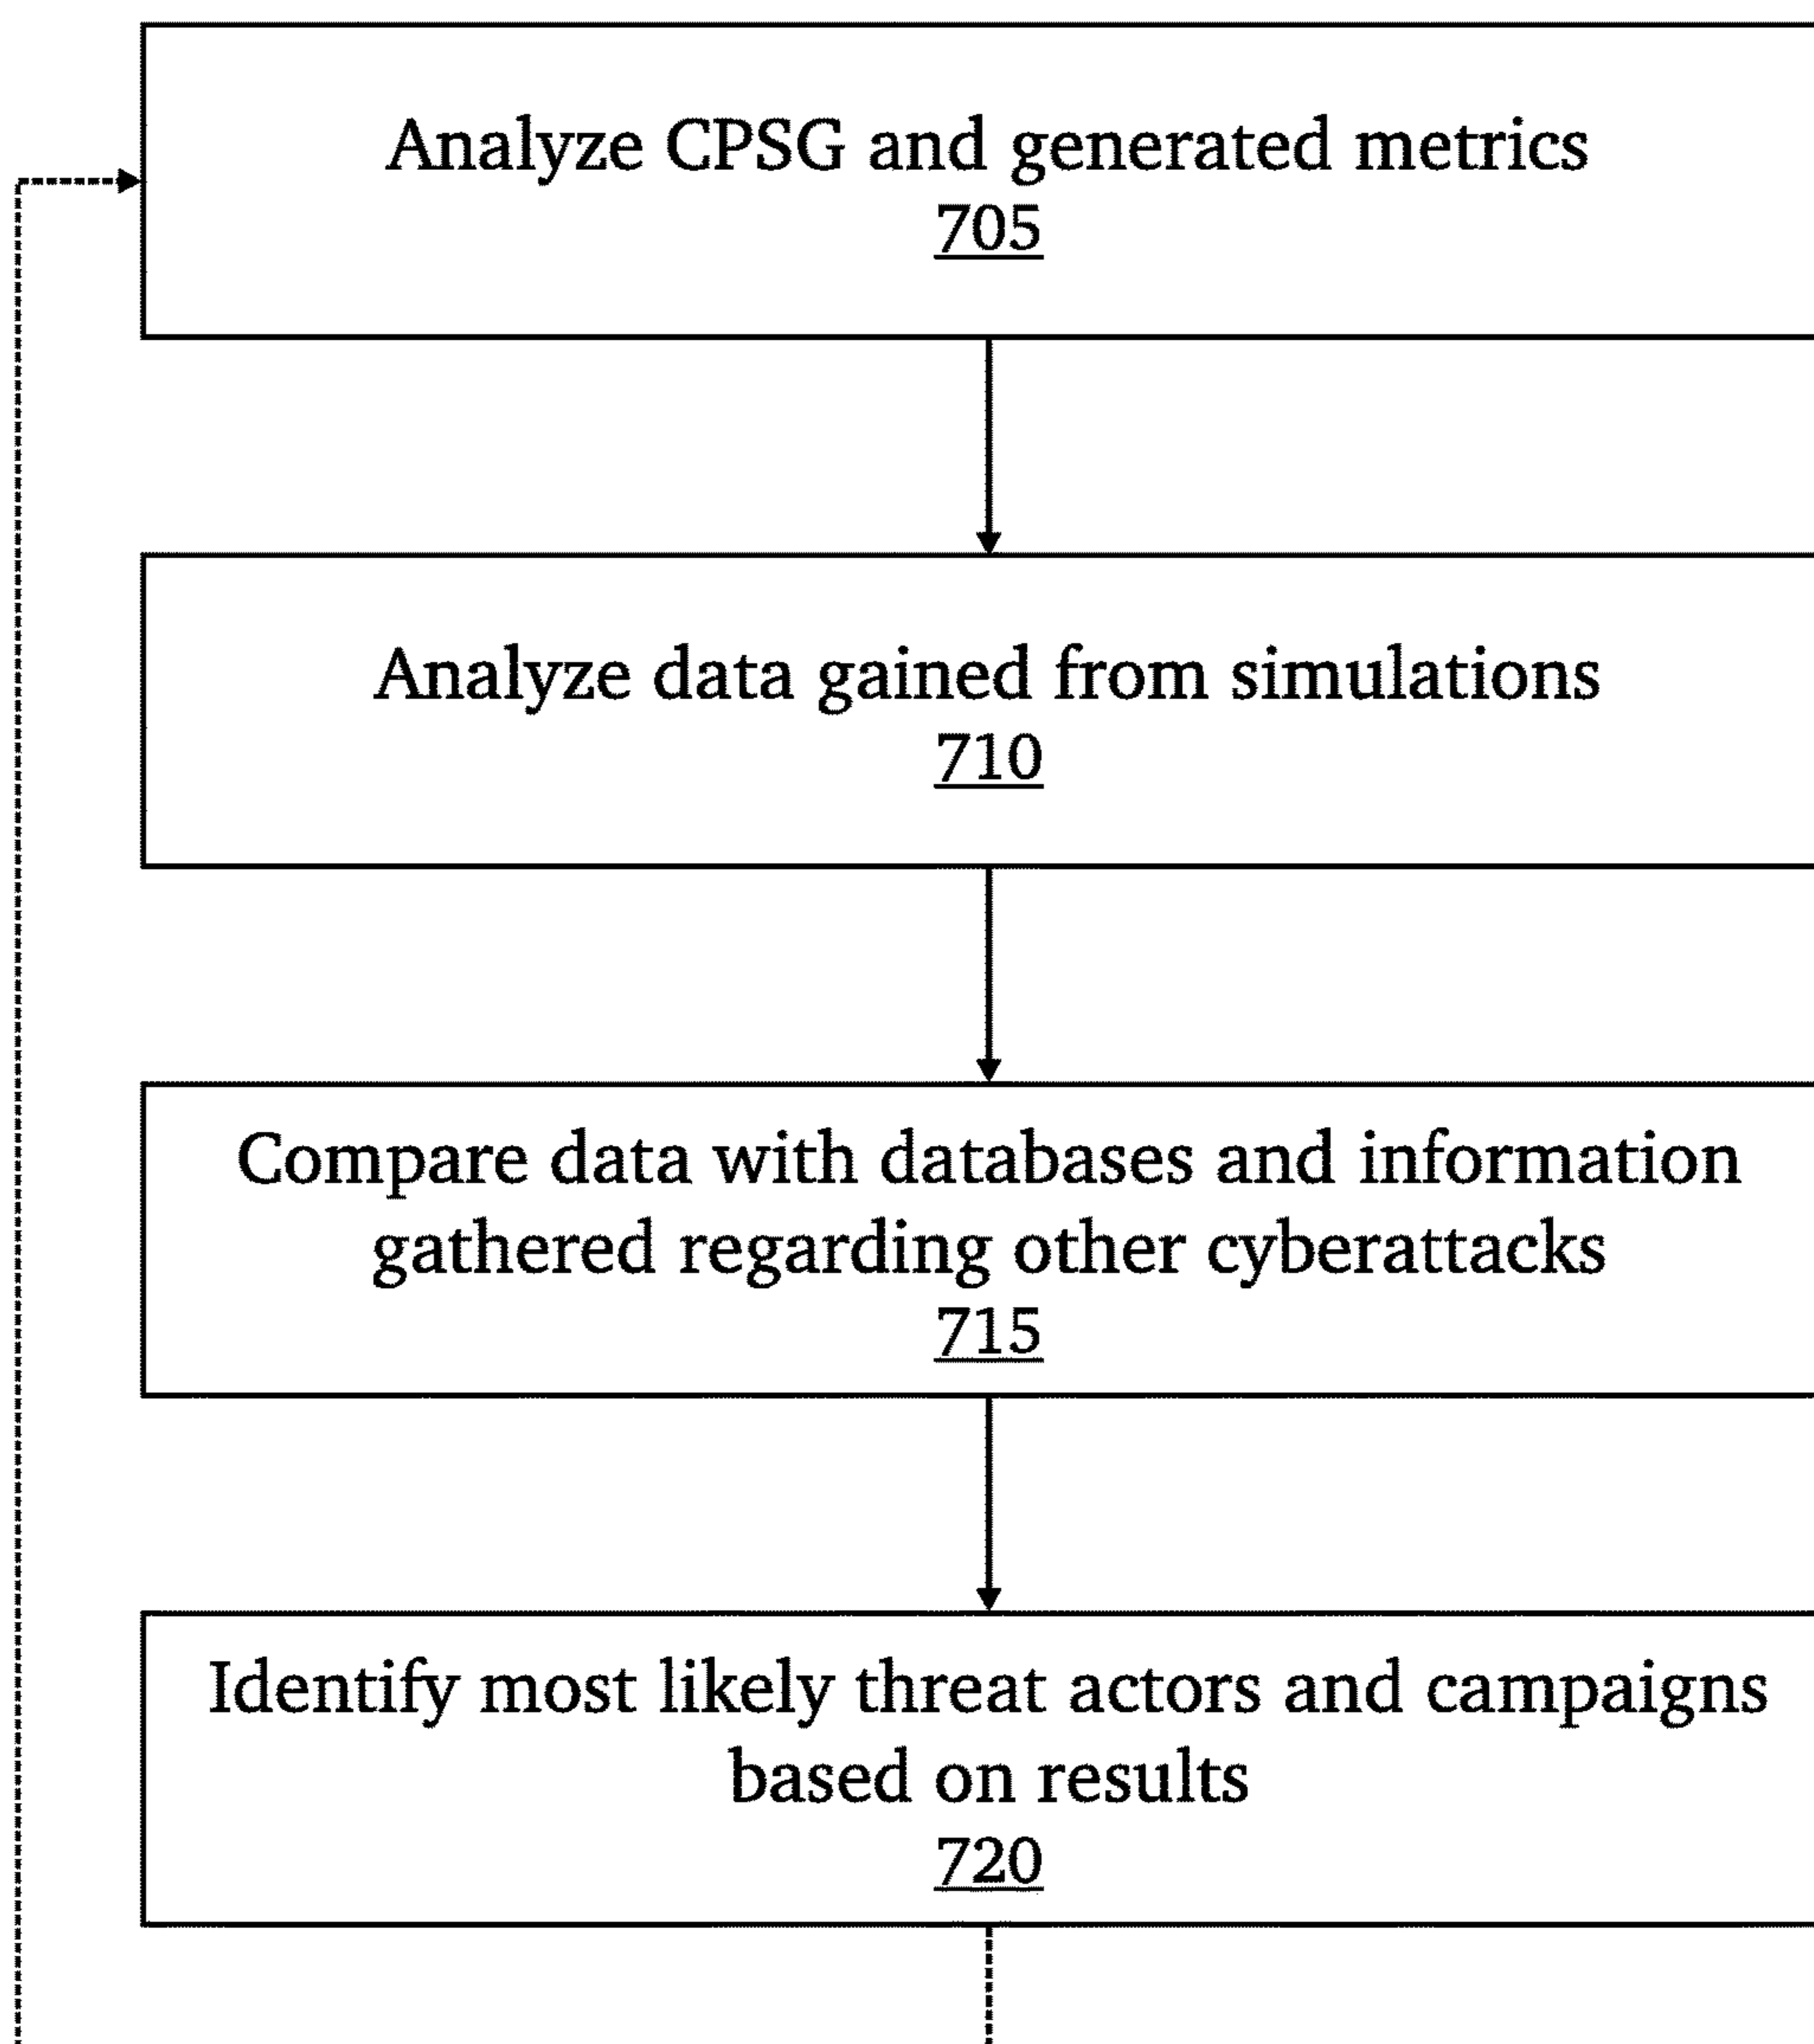 Analyze CPSG and generated metrics
705
Analyze data gained from simulations
710
Compare data with databases and information
gathered regarding other cyberattacks
715
Identify most likely threat actors and campaigns
based on results
720